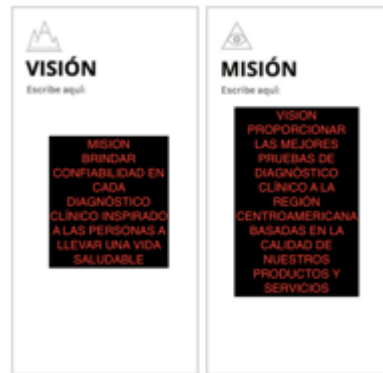 VISIÓN
Escribe aquí:
MISIÓN
BRINDAR
CONFIABILIDAD EN
CADA
DIAGNÓSTICO
CLÍNICO INSPIRADO
A LAS PERSONAS A
LLEVAR UNA VIDA
SALUDABLE
MISIÓN
Escribe aquí:
VISION
PROPORCIONAR
LAS MEJORES
PRUEBAS DE
DIAGNÓSTICO
CLÍNICO A LA
REGIÓN
CENTROAMERICANA
BASADAS EN LA
CALIDAD DE
NUESTROS
PRODUCTOS Y
SERVICIOS